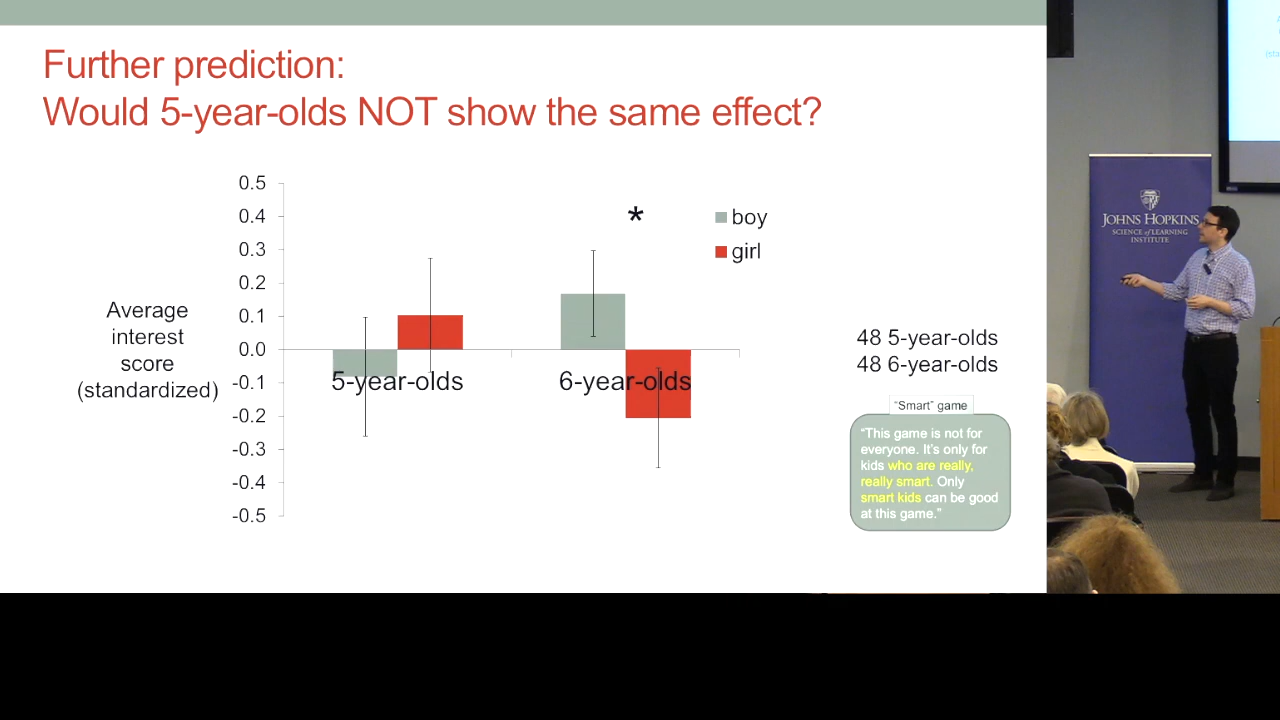 Further prediction:
Would 5-year-olds NOT show the same effect?
0.5
0.4
0.3
0.2
0.1
0.0
-0.1
-0.2
-0.3
-0.4
-0.5
Average
interest
score
(standardized)
*
boy
girl
5-year-olds
6-year-olds
48 5-year-olds
48 6-year-olds
"Smart" game
“This game is not for
everyone. It’s only for
kids who are really,
really smart. Only
smart kids can be good
at this game.”
JOHNS HOPKINS
SCIENCE of LEARNING
INSTITUTE